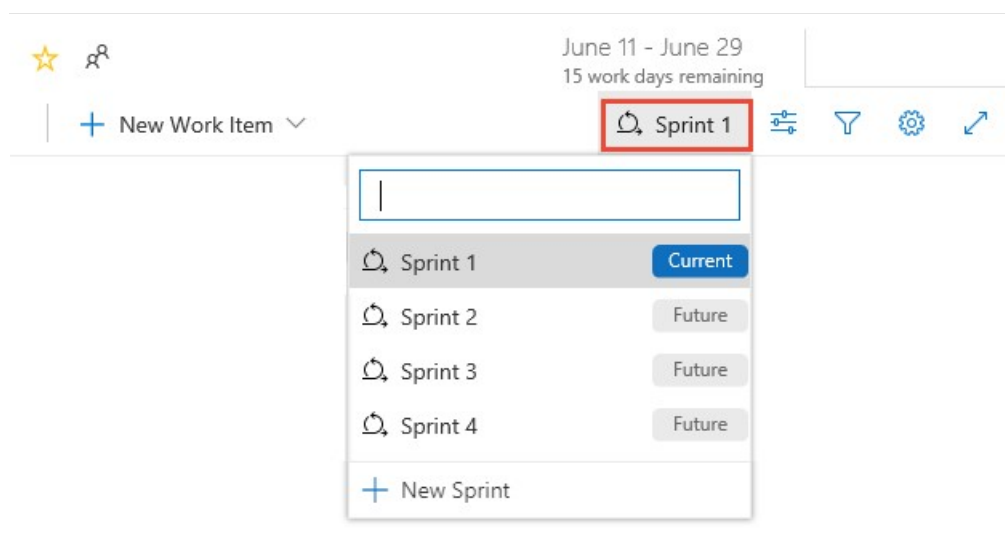 June 11 - June 29
15 work days remaining
New Work Item
Sprint 1
Sprint 1 Current
Sprint 2 Future
Sprint 3 Future
Sprint 4 Future
New Sprint